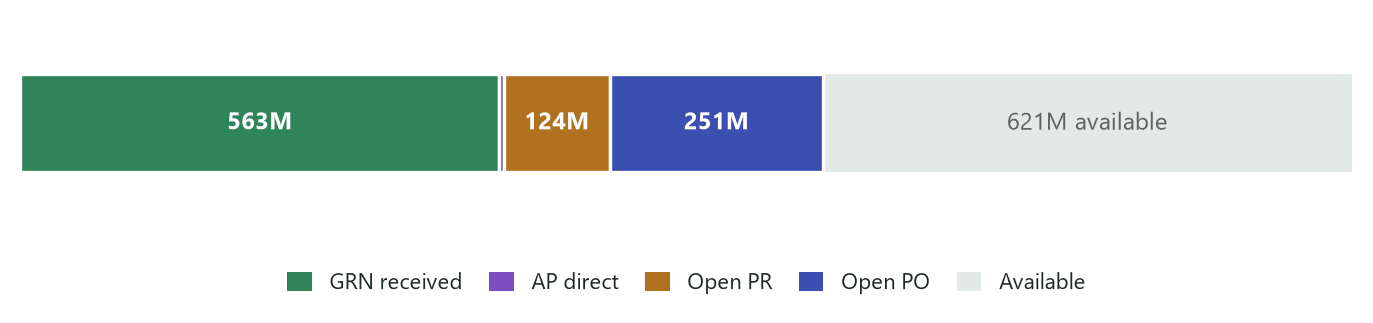 563M 124M 251M 621M available
GRN received AP direct Open PR Open PO Available